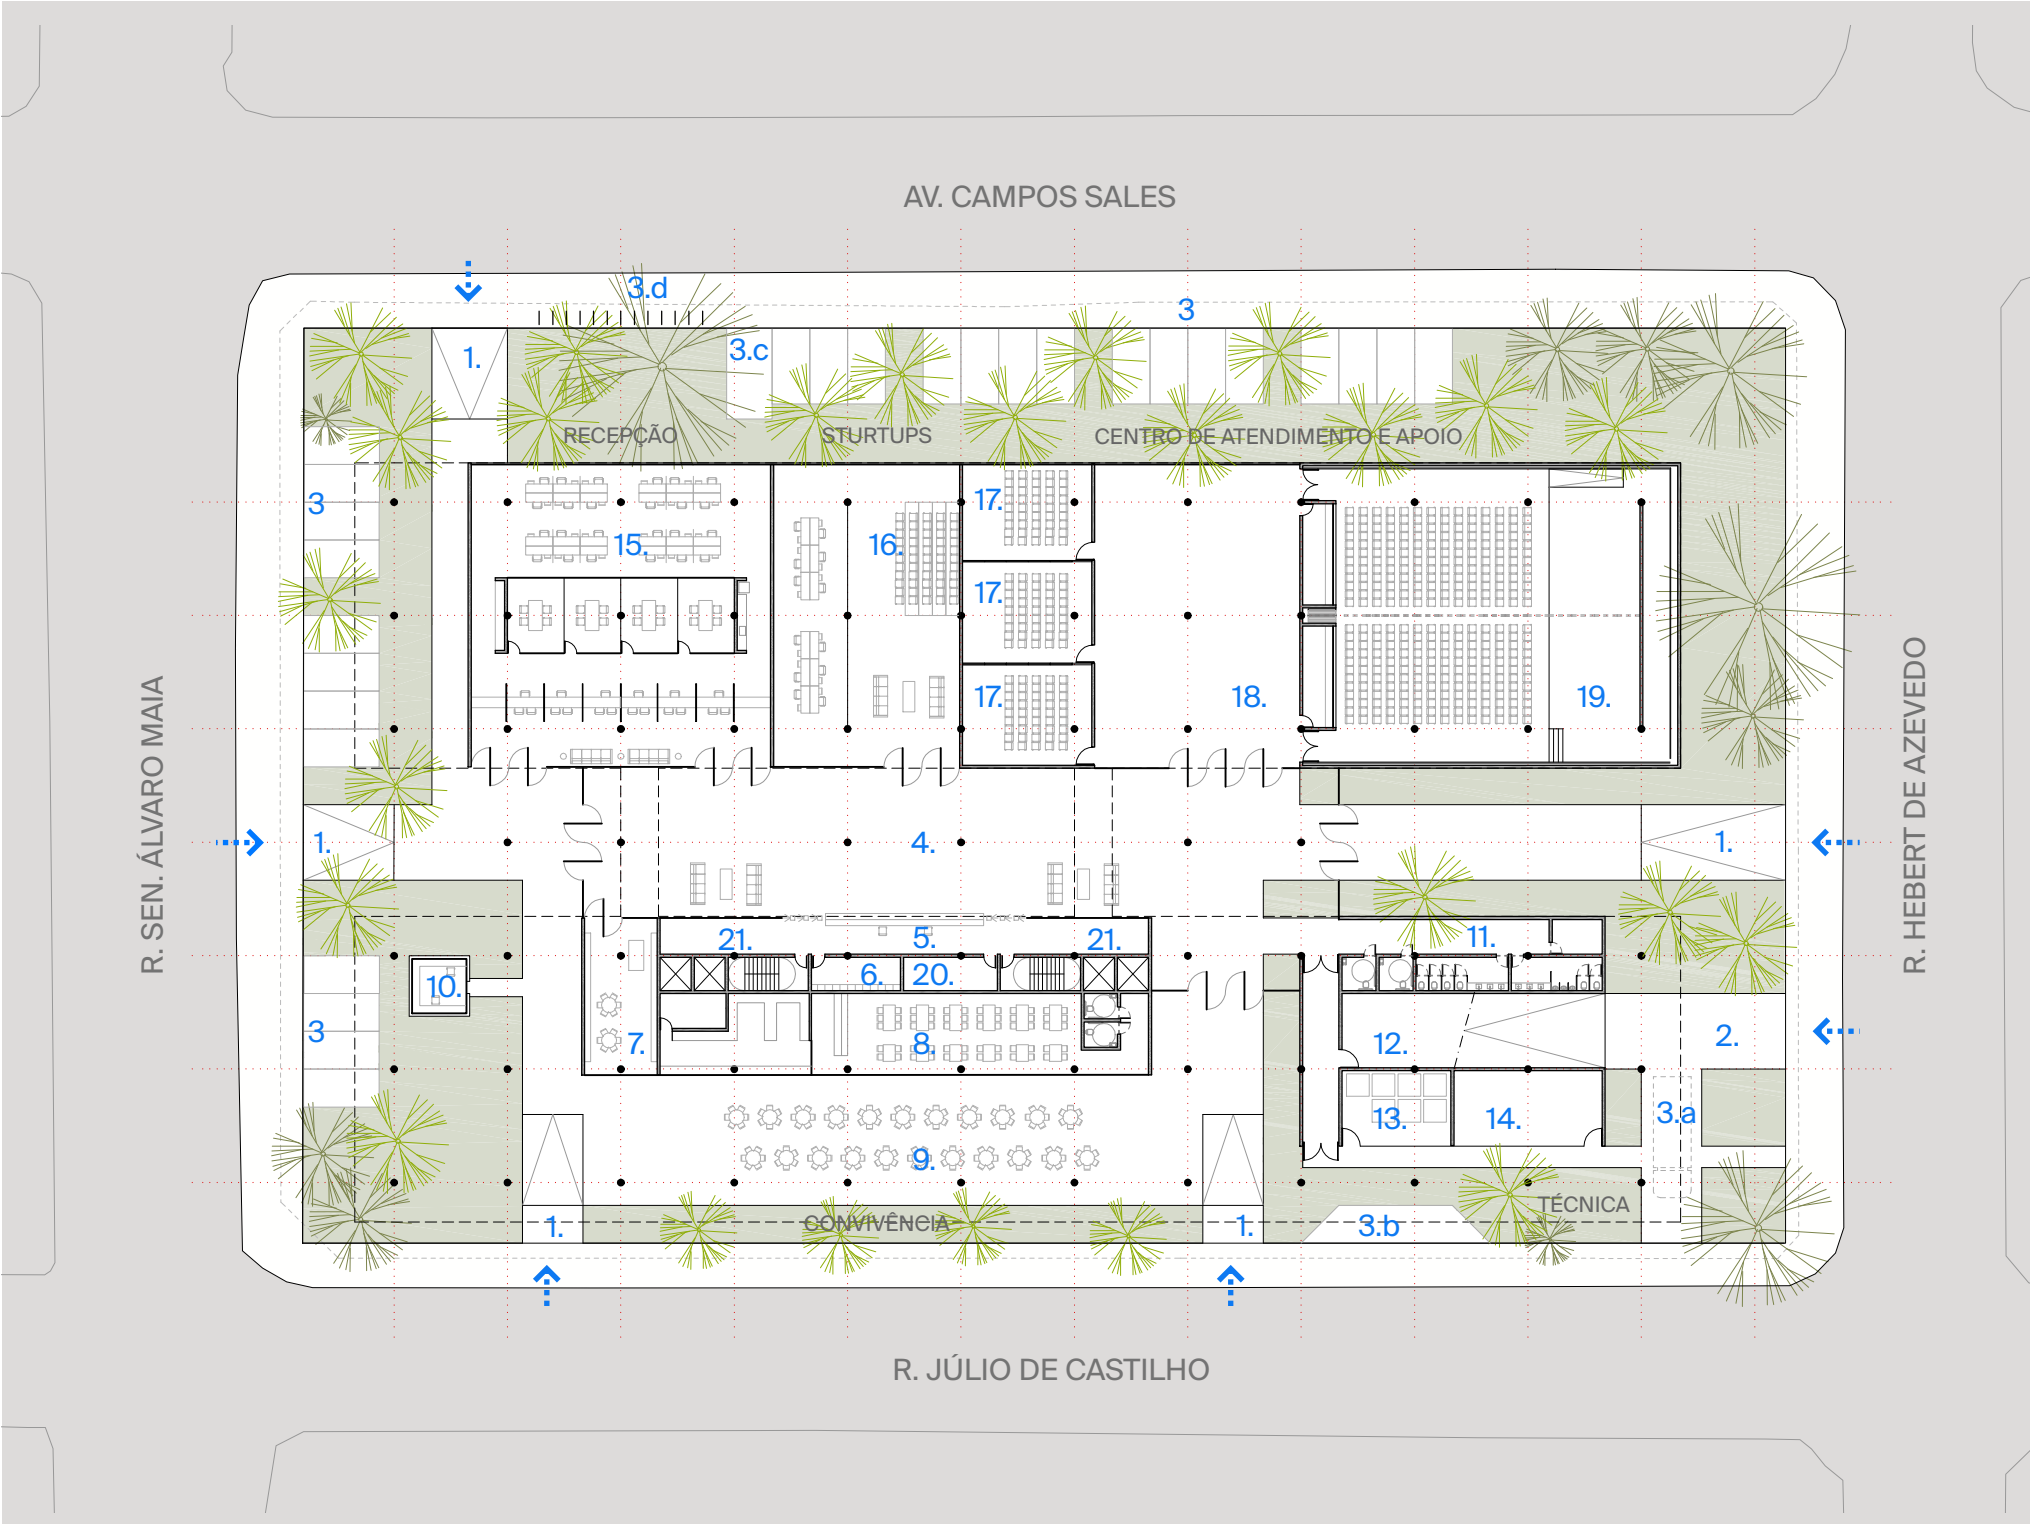 AV. CAMPOS SALES
3.d
3
1.
3.c
RECEPÇÃO
STURTUPS
CENTRO DE ATENDIMENTO E APOIO
3
17.
15.
16.
17.
17.
18.
19.
R. SEN. ÁLVARO MAIA
R. HEBERT DE AZEVEDO
1.
4.
1.
21.
5.
21.
11.
10.
6.
20.
3
7.
8.
12.
2.
13.
14.
3.a
9.
TÉCNICA
CONVIVÊNCIA
1.
1.
3.b
R. JÚLIO DE CASTILHO